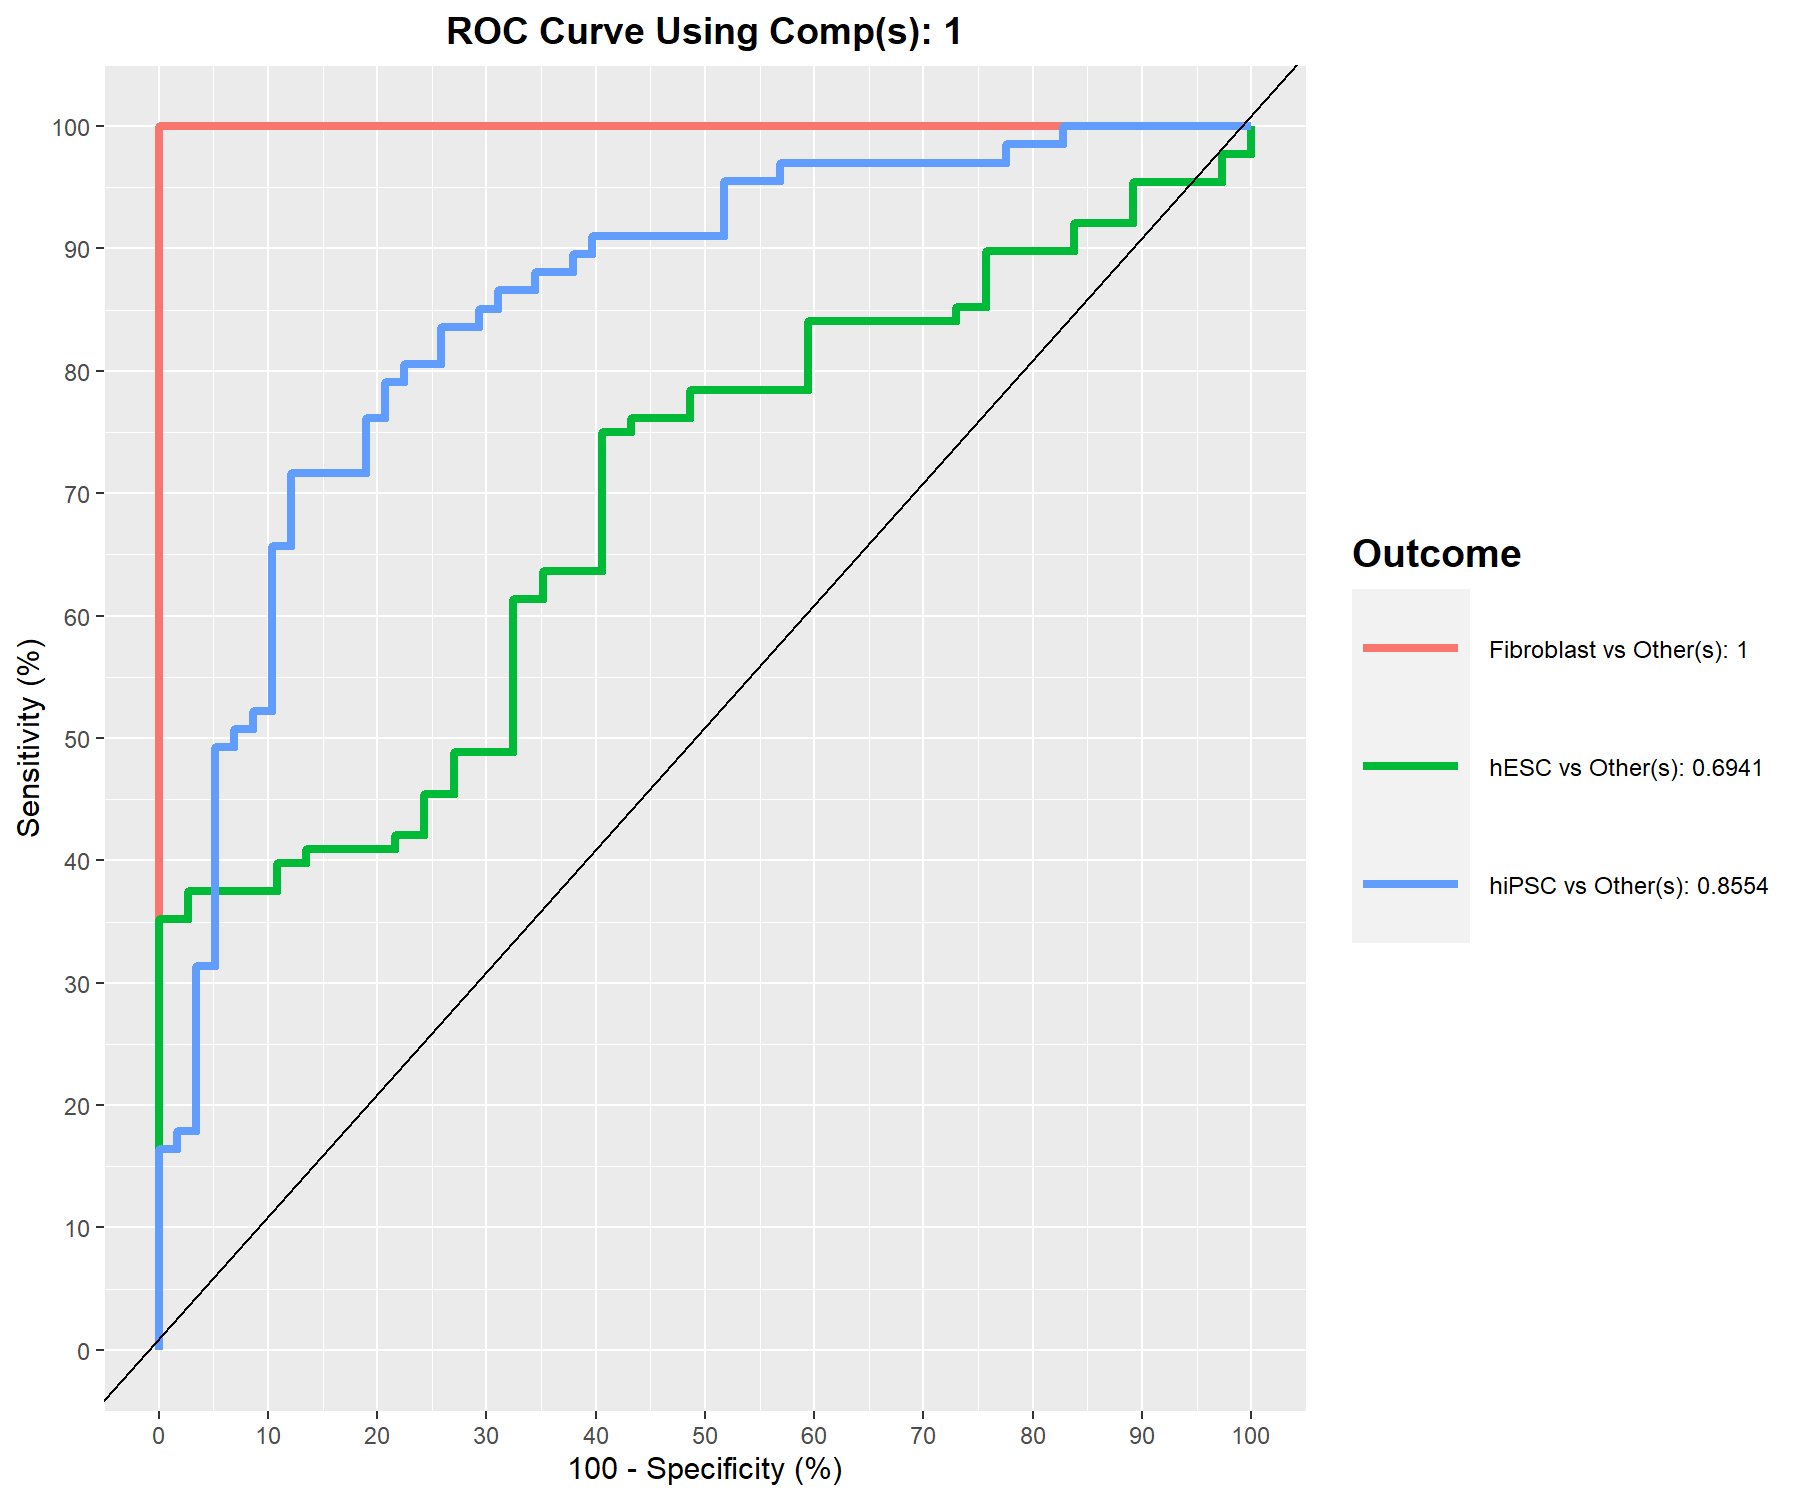 ROC Curve Using Comp(s): 1
100
90
80
70
60
50
40
30
20
10
0
Sensitivity (%)
0 10 20 30 40 50 60 70 80 90 100
100 - Specificity (%)
Outcome
Fibroblast vs Other(s): 1
hESC vs Other(s): 0.6941
hiPSC vs Other(s): 0.8554